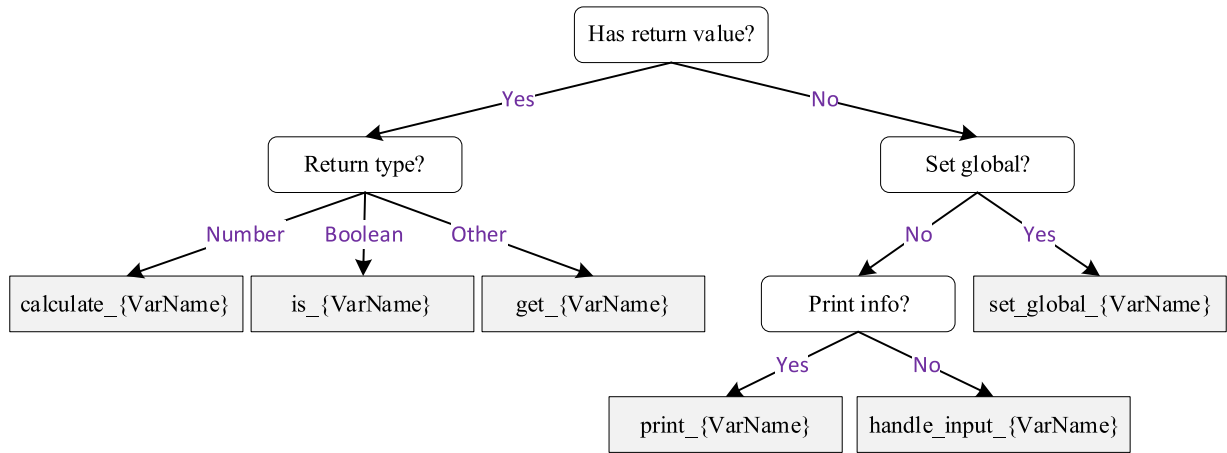 Has return value?
Yes
No
Return type?
Set global?
Number
Boolean
Other
No
Yes
calculate_{VarName}
is_{VarName}
get_{VarName}
Print info?
set_global_{VarName}
Yes
No
print_{VarName}
handle_input_{VarName}